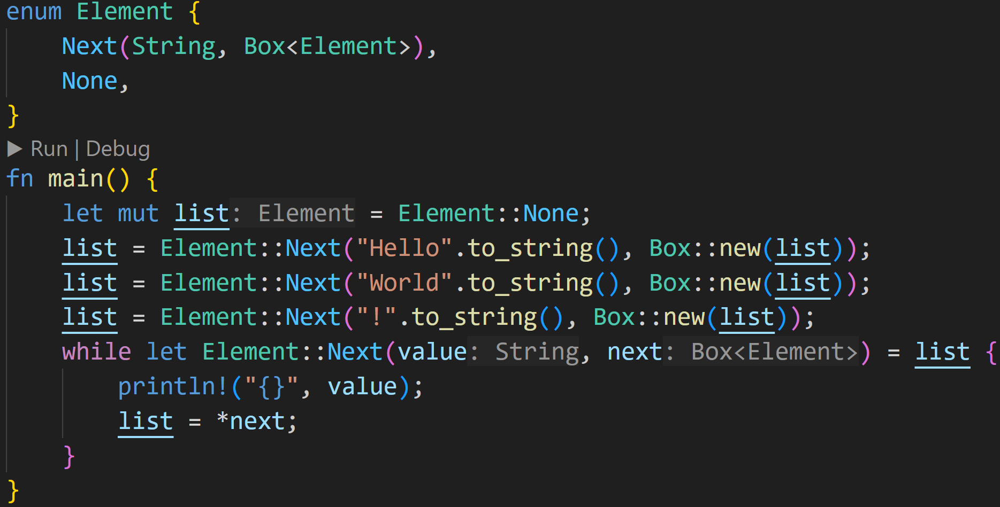 enum Element {
    Next(String, Box<Element>),
    None,
}
▶ Run | Debug
fn main() {
    let mut list: Element = Element::None;
    list = Element::Next("Hello".to_string(), Box::new(list));
    list = Element::Next("World".to_string(), Box::new(list));
    list = Element::Next("!".to_string(), Box::new(list));
    while let Element::Next(value: String, next: Box<Element>) = list {
        println!("{}", value);
        list = *next;
    }
}